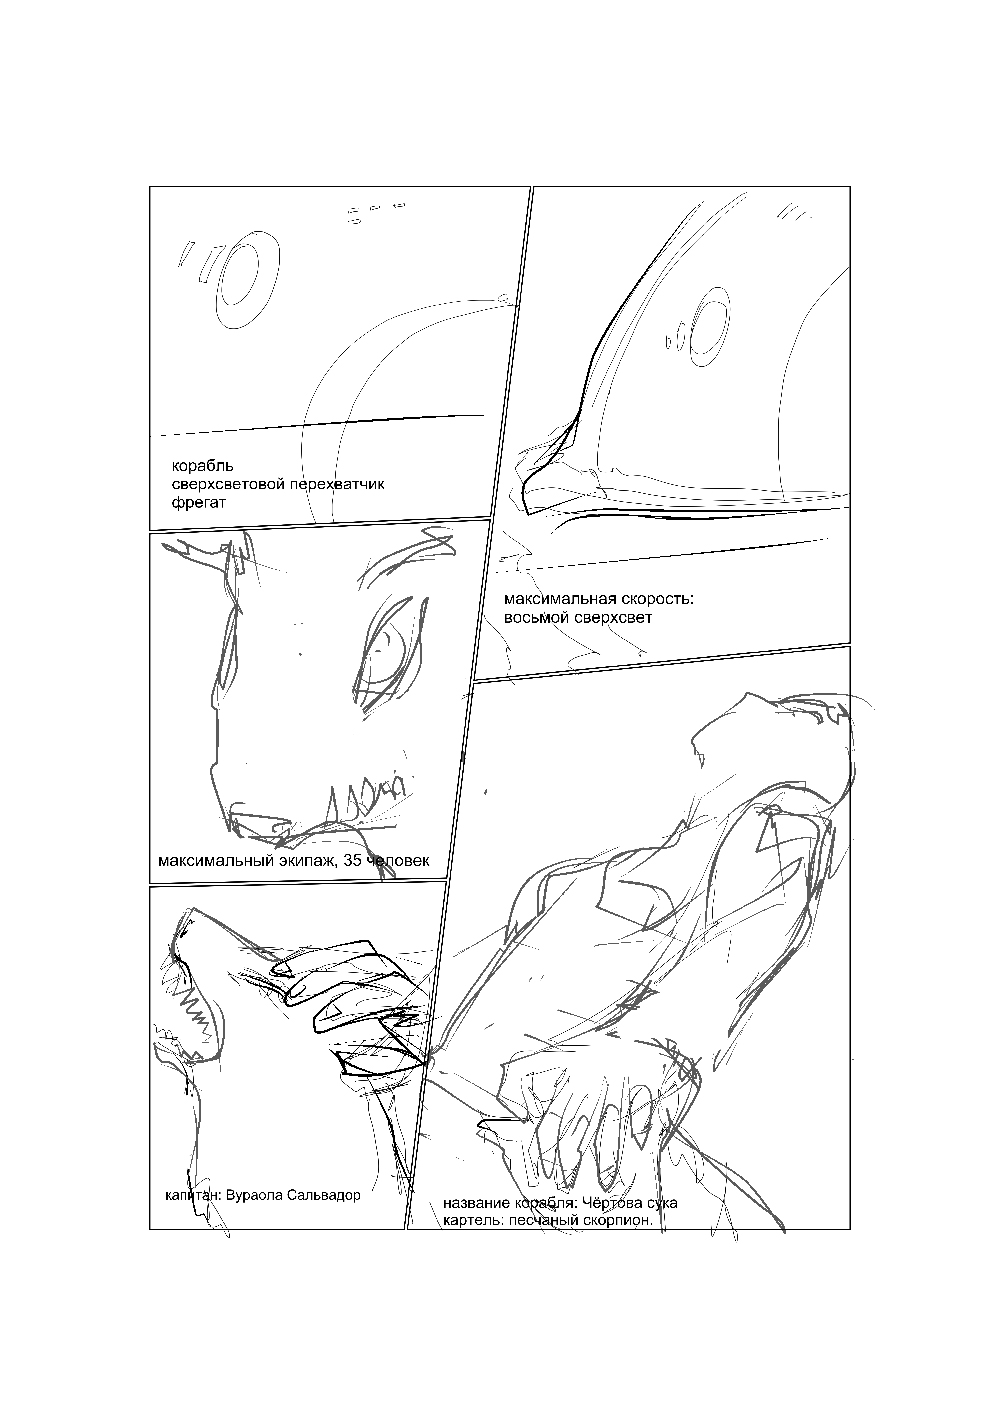 корабль
сверхсветовой перехватчик
фрегат
максимальная скорость:
восьмой сверхсвет
максимальный экипаж, 35 человек
капитан: Вураола Сальвадор
название корабля: Чёртова сука
картель: песчаный скорпион.